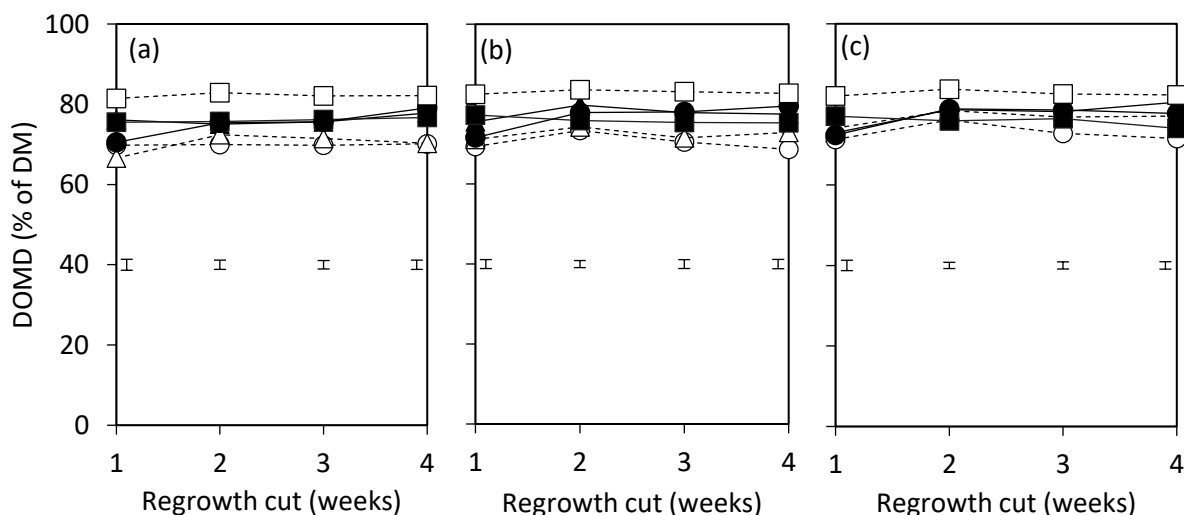 100
80
60
40
20
0
DOMD (% of DM)
(a)
(b)
(c)
1 2 3 4
1 2 3 4
1 2 3 4
Regrowth cut (weeks)
Regrowth cut (weeks)
Regrowth cut (weeks)